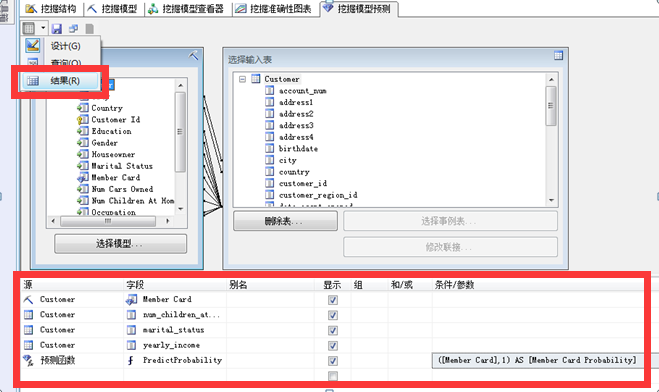 挖掘结构 挖掘模型 挖掘模型查看器 挖掘准确性图表 挖掘模型预测
设计(G)
查询(Q)
结果(R)
Country
Customer Id
Education
Gender
Houseowner
Marital Status
Member Card
Num Cars Owned
Num Children At Hom
Occupation
选择模型...
选择输入表
Customer
account_num
address1
address2
address3
address4
birthdate
city
country
customer_id
customer_region_id
删除表... 选择事例表...
修改联接...
源 字段 别名 显示 组 和/或 条件/参数
Customer Member Card
Customer num_children_at...
Customer marital_status
Customer yearly_income
预测函数 PredictProbability ([Member Card],1) AS [Member Card Probability]